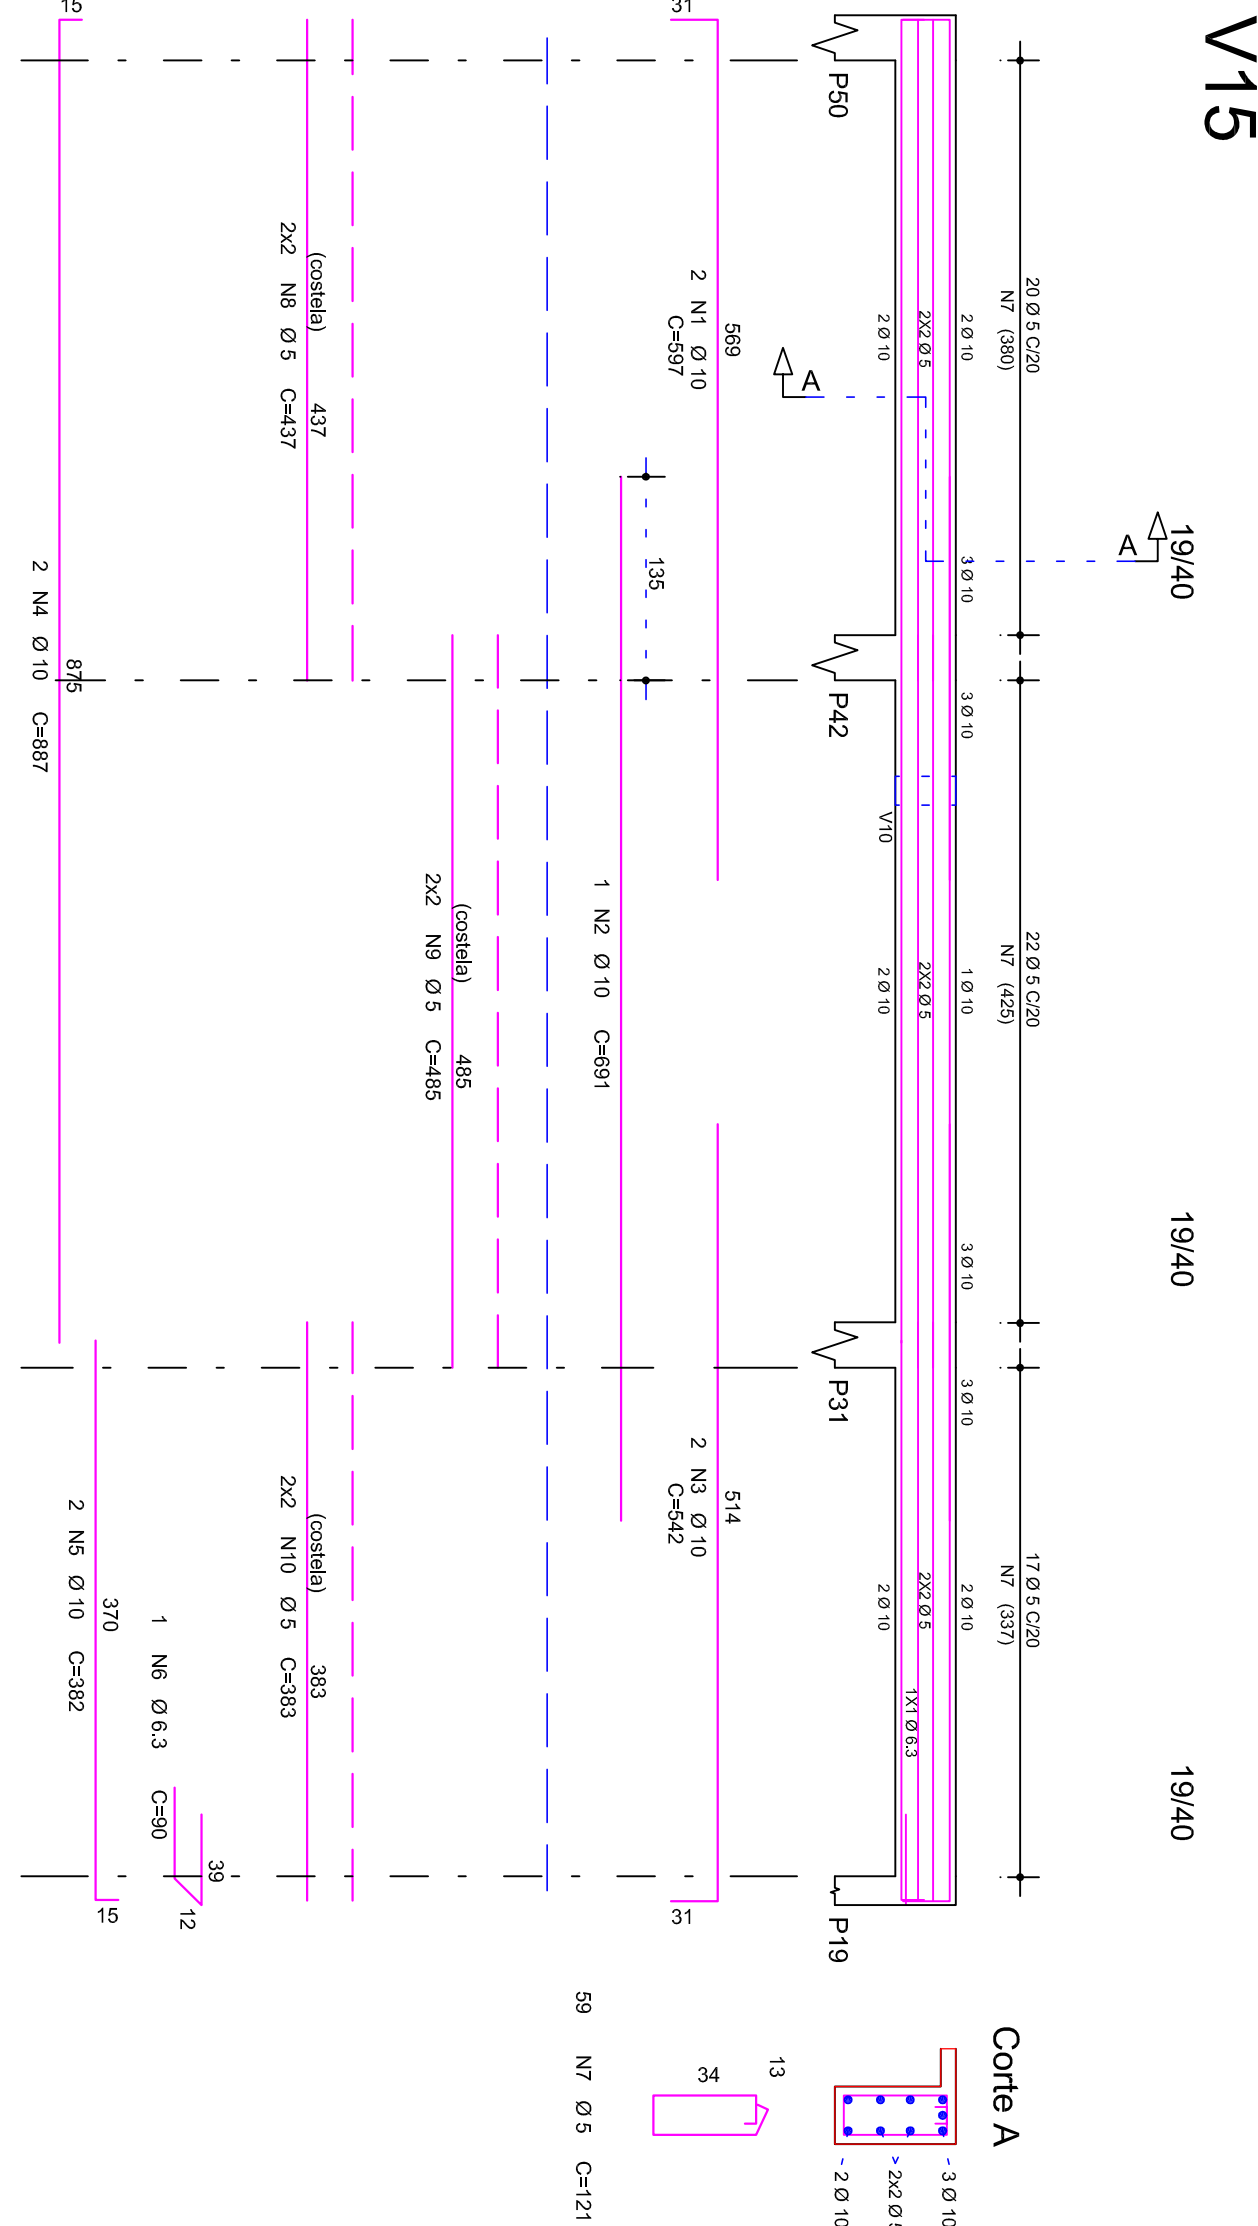 V15
19/40
19/40
19/40
20 Ø 5 C/20
N7 (380)
22 Ø 5 C/20
N7 (425)
17 Ø 5 C/20
N7 (337)
A
2 Ø 10
3 Ø 10
3 Ø 10
1 Ø 10
3 Ø 10
3 Ø 10
2 Ø 10
2X2 Ø 5
2X2 Ø 5
2X2 Ø 5
1X1 Ø 6.3
2 Ø 10
V10
2 Ø 10
2 Ø 10
A
P50
P42
P31
P19
31
569
2 N1 Ø 10
C=597
514
2 N3 Ø 10
C=542
31
135
1 N2 Ø 10 C=691
(costela) 485
2x2 N9 Ø 5 C=485
(costela) 437
2x2 N8 Ø 5 C=437
(costela) 383
2x2 N10 Ø 5 C=383
39
12
1 N6 Ø 6.3 C=90
370
15
2 N5 Ø 10 C=382
15
875
2 N4 Ø 10 C=887
Corte A
3 Ø 10
2x2 Ø 5
2 Ø 10
13
34
59 N7 Ø 5 C=121